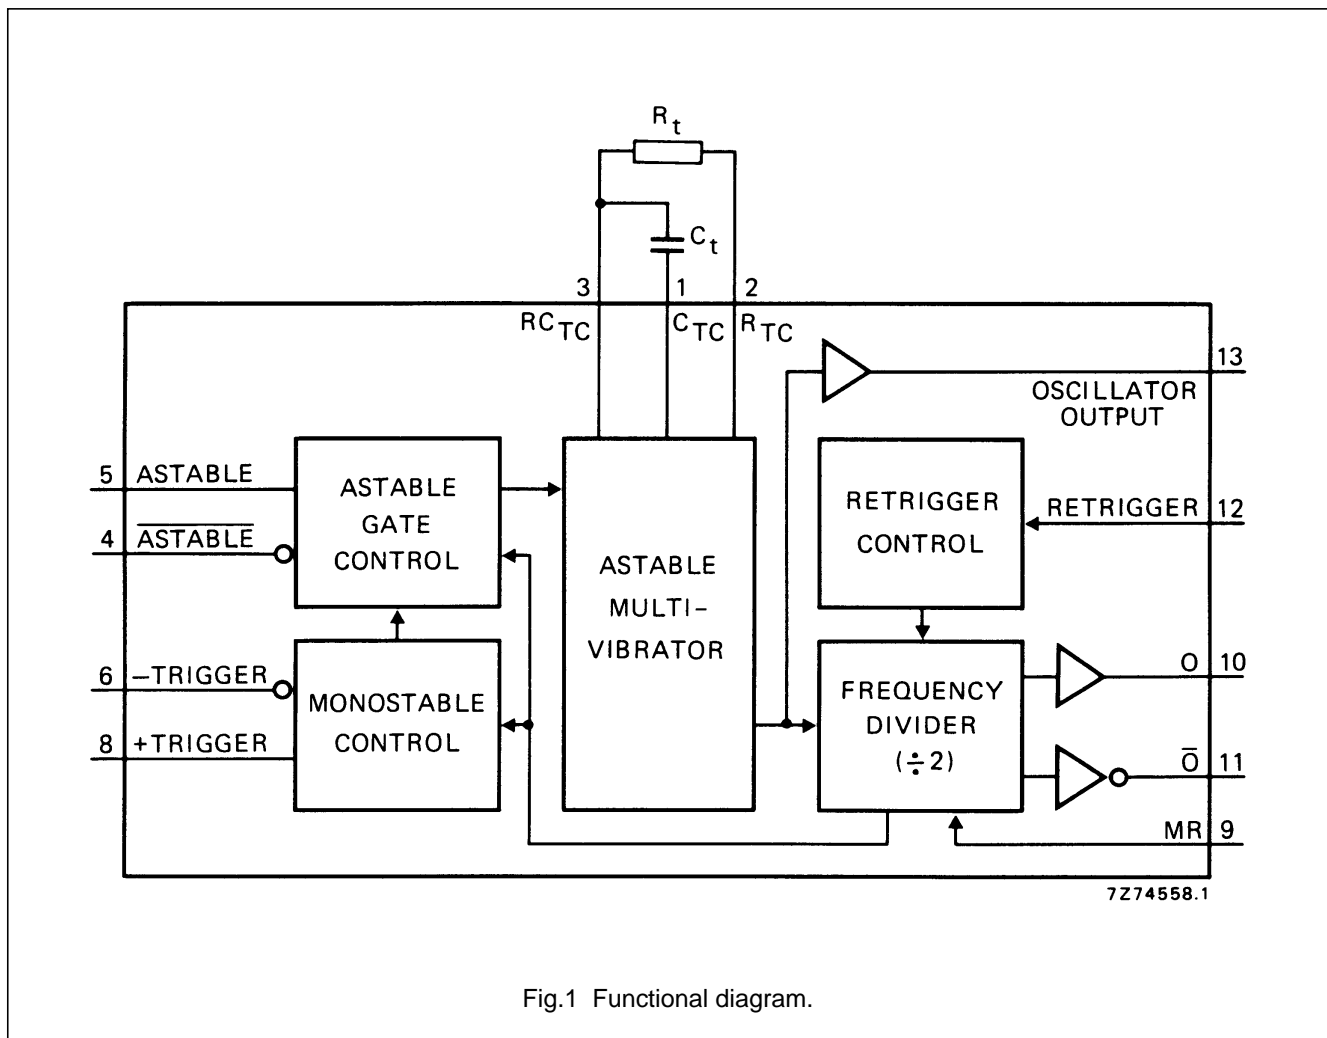 Rt
Ct
3 1 2
RCTC CTC RTC
13
OSCILLATOR
OUTPUT
5 ASTABLE
4 ASTABLE
ASTABLE
GATE
CONTROL
ASTABLE
MULTI–
VIBRATOR
RETRIGGER
CONTROL
RETRIGGER 12
6 –TRIGGER
8 +TRIGGER
MONOSTABLE
CONTROL
FREQUENCY
DIVIDER
(÷2)
O 10
O̅ 11
MR 9
7Z74558.1
Fig.1 Functional diagram.